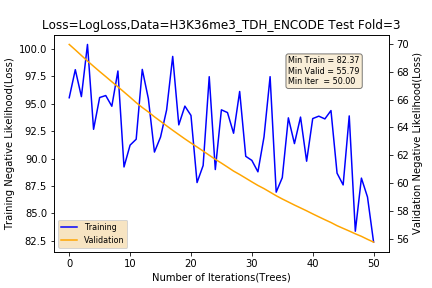 Loss=LogLoss,Data=H3K36me3_TDH_ENCODE Test Fold=3
Training Negative Likelihood(Loss)
100.0
97.5
95.0
92.5
90.0
87.5
85.0
82.5
Min Train = 82.37
Min Valid = 55.79
Min Iter  = 50.00
Training
Validation
70
68
66
64
62
60
58
56
Validation Negative Likelihood(Loss)
0 10 20 30 40 50
Number of Iterations(Trees)